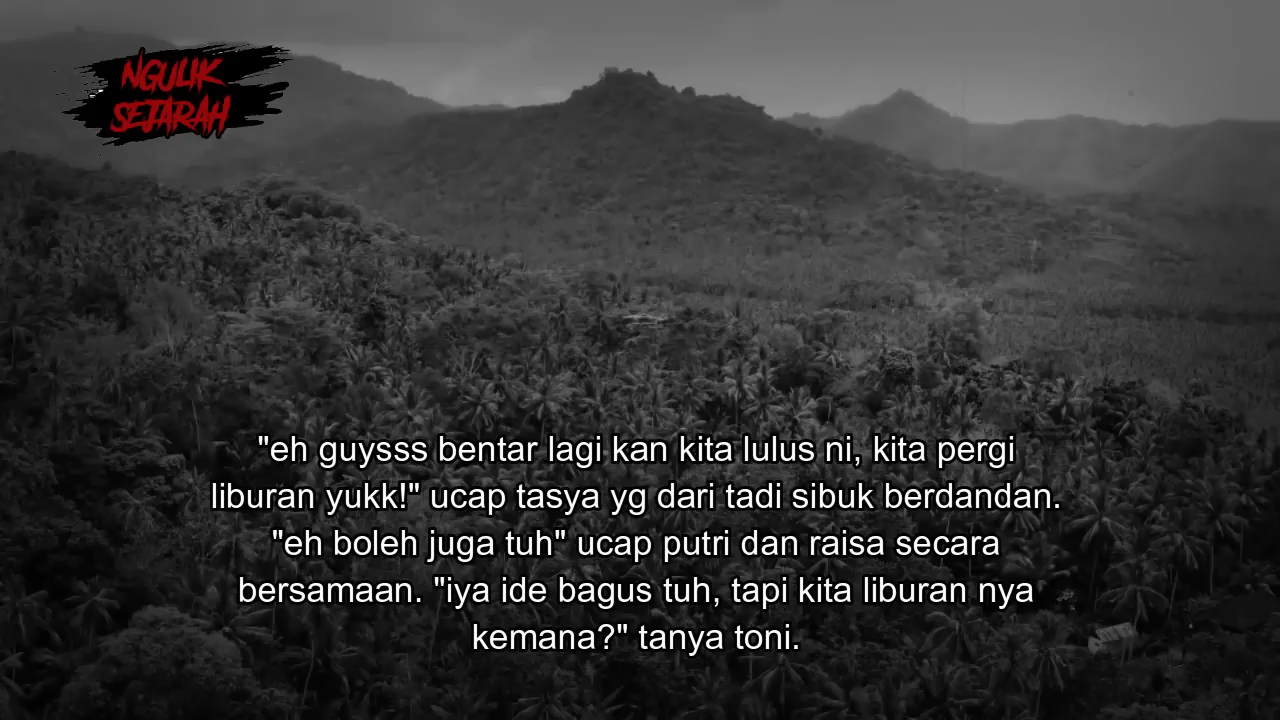 NGULIK
SEJARAH
"eh guysss bentar lagi kan kita lulus ni, kita pergi
liburan yukk!" ucap tasya yg dari tadi sibuk berdandan.
"eh boleh juga tuh" ucap putri dan raisa secara
bersamaan. "iya ide bagus tuh, tapi kita liburan nya
kemana?" tanya toni.